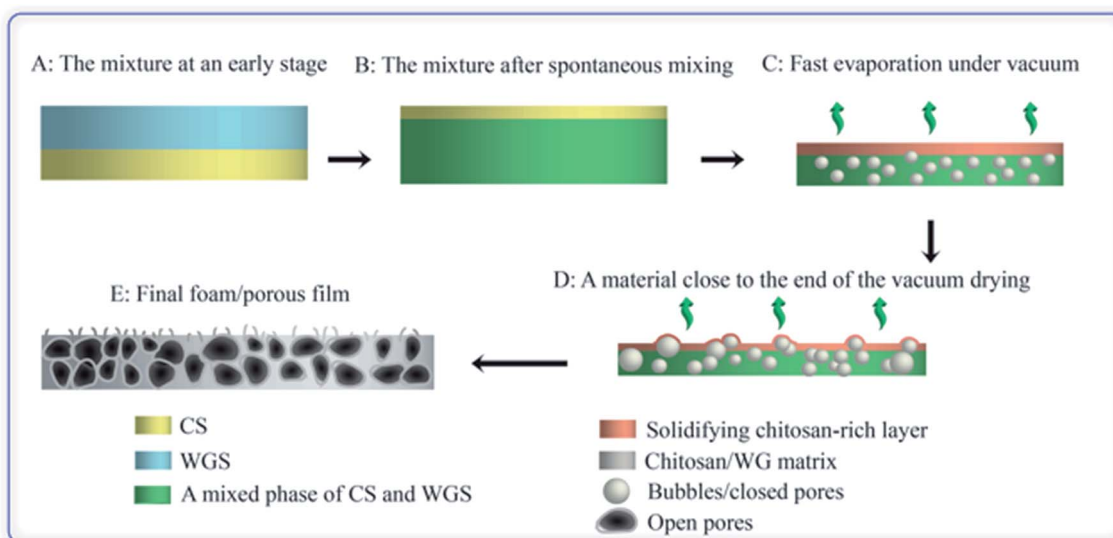 A: The mixture at an early stage
B: The mixture after spontaneous mixing
C: Fast evaporation under vacuum
D: A material close to the end of the vacuum drying
E: Final foam/porous film
CS
WGS
A mixed phase of CS and WGS
Solidifying chitosan-rich layer
Chitosan/WG matrix
Bubbles/closed pores
Open pores